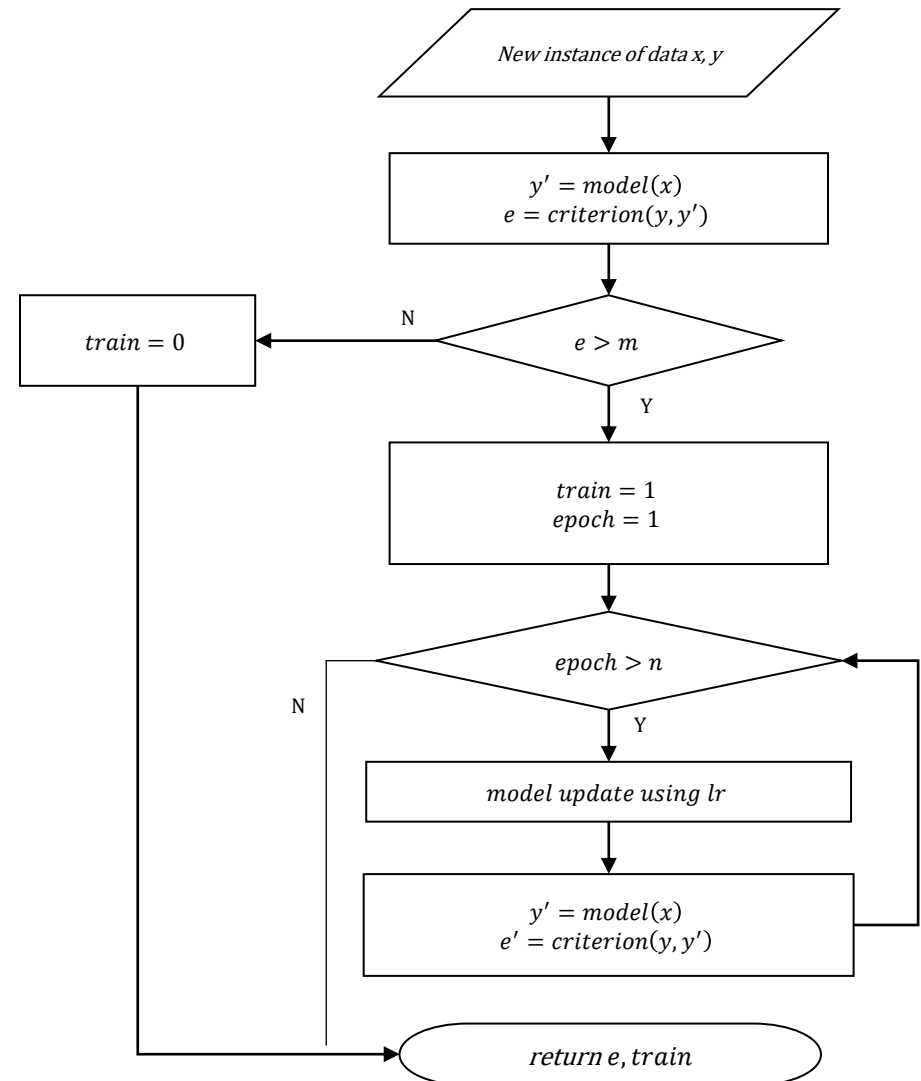 New instance of data x, y
y′ = model(x)
e = criterion(y, y′)
N
train = 0
e > m
Y
train = 1
epoch = 1
epoch > n
N
Y
model update using lr
y′ = model(x)
e′ = criterion(y, y′)
return e, train